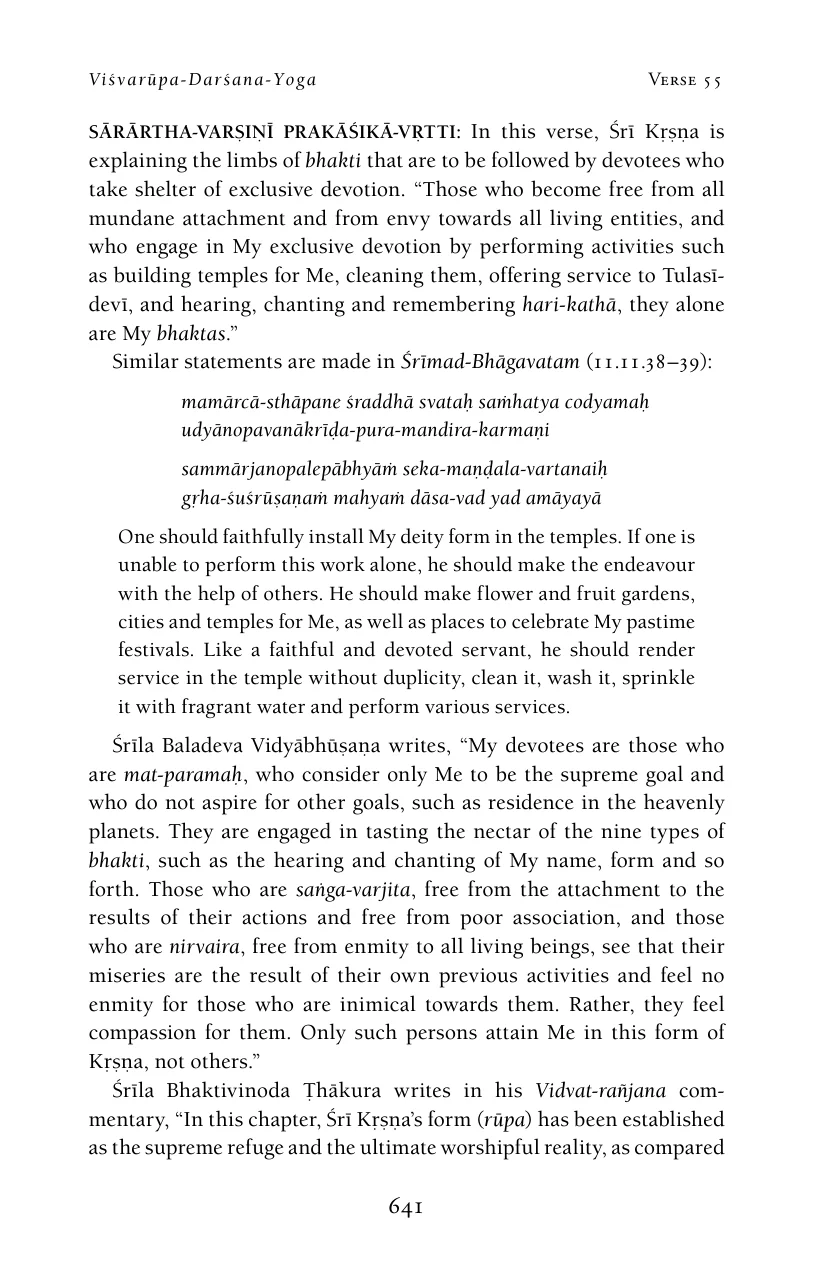 Viśvarūpa-Darśana-Yoga Verse 55
SĀRĀRTHA-VARṢIṆĪ PRAKĀŚIKĀ-VṚTTI: In this verse, Śrī Kṛṣṇa is
explaining the limbs of bhakti that are to be followed by devotees who
take shelter of exclusive devotion. “Those who become free from all
mundane attachment and from envy towards all living entities, and
who engage in My exclusive devotion by performing activities such
as building temples for Me, cleaning them, offering service to Tulasī-
devī, and hearing, chanting and remembering hari-kathā, they alone
are My bhaktas.”
Similar statements are made in Śrīmad-Bhāgavatam (11.11.38–39):
mamārcā-sthāpane śraddhā svataḥ saṁhatya codyamaḥ
udyānopavanākrīḍa-pura-mandira-karmaṇi
sammārjanopalepābhyāṁ seka-maṇḍala-vartanaiḥ
gṛha-śuśrūṣaṇaṁ mahyaṁ dāsa-vad yad amāyayā
One should faithfully install My deity form in the temples. If one is
unable to perform this work alone, he should make the endeavour
with the help of others. He should make flower and fruit gardens,
cities and temples for Me, as well as places to celebrate My pastime
festivals. Like a faithful and devoted servant, he should render
service in the temple without duplicity, clean it, wash it, sprinkle
it with fragrant water and perform various services.
Śrīla Baladeva Vidyābhūṣaṇa writes, “My devotees are those who
are mat-paramaḥ, who consider only Me to be the supreme goal and
who do not aspire for other goals, such as residence in the heavenly
planets. They are engaged in tasting the nectar of the nine types of
bhakti, such as the hearing and chanting of My name, form and so
forth. Those who are saṅga-varjita, free from the attachment to the
results of their actions and free from poor association, and those
who are nirvaira, free from enmity to all living beings, see that their
miseries are the result of their own previous activities and feel no
enmity for those who are inimical towards them. Rather, they feel
compassion for them. Only such persons attain Me in this form of
Kṛṣṇa, not others.”
Śrīla Bhaktivinoda Ṭhākura writes in his Vidvat-rañjana com-
mentary, “In this chapter, Śrī Kṛṣṇa’s form (rūpa) has been established
as the supreme refuge and the ultimate worshipful reality, as compared
641